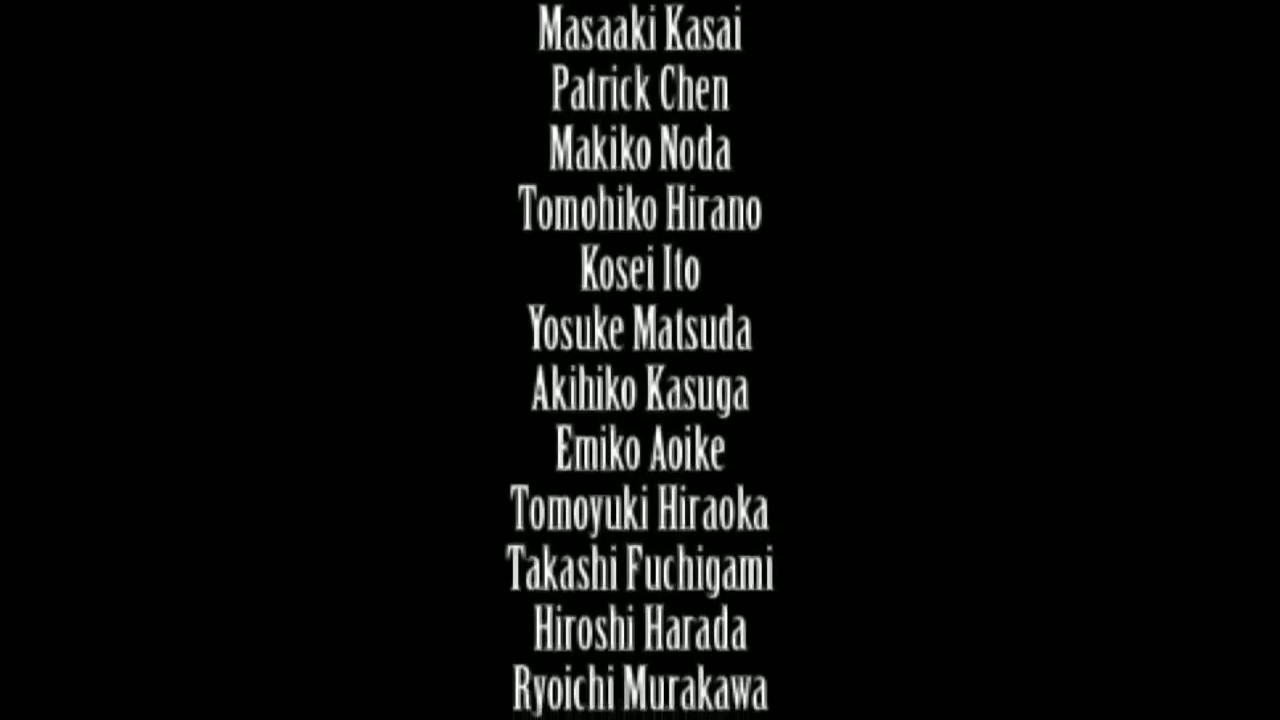 Masaaki Kasai
Patrick Chen
Makiko Noda
Tomohiko Hirano
Kosei Ito
Yosuke Matsuda
Akihiko Kasuga
Emiko Aoike
Tomoyuki Hiraoka
Takashi Fuchigami
Hiroshi Harada
Ryoichi Murakawa